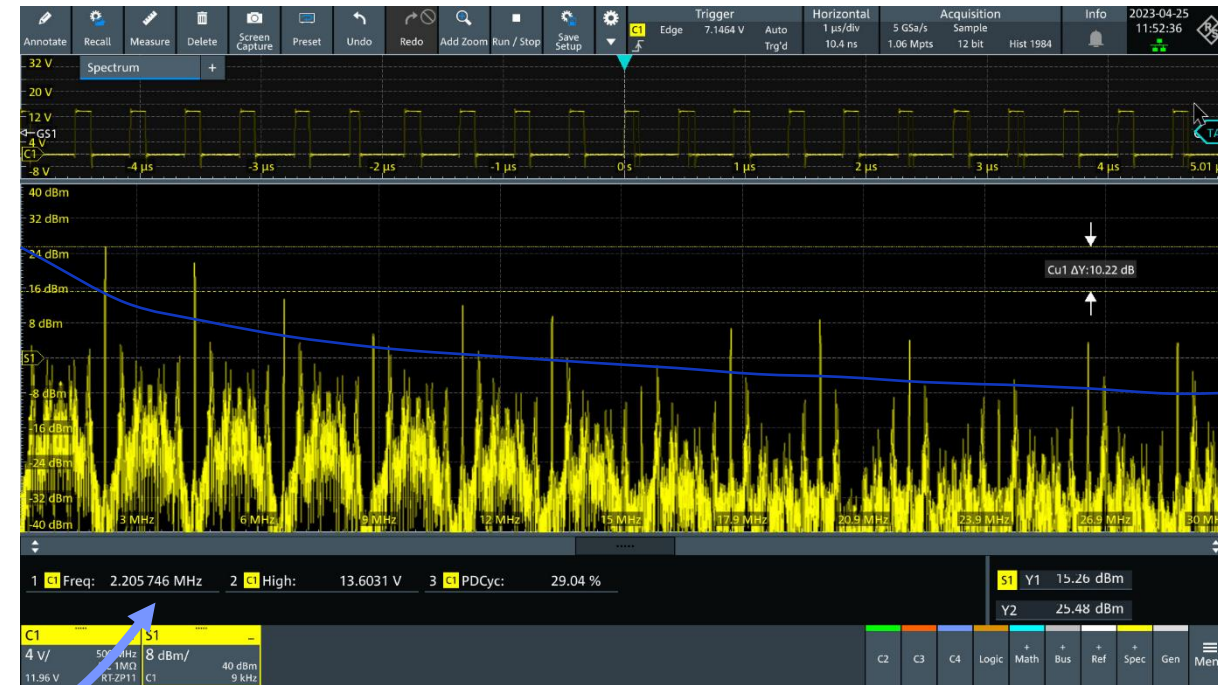 Annotate Recall Measure Delete Screen Capture Preset Undo Redo Add Zoom Run / Stop Save Setup
Trigger
C1 Edge 7.1464 V Auto
Trg'd
Horizontal
1 µs/div
10.4 ns
Acquisition
5 GSa/s Sample
1.06 Mpts 12 bit Hist 1984
Info
2023-04-25
11:52:36
32 V
Spectrum +
20 V
12 V
GS1
4 V
C1
-8 V
-4 µs -3 µs -2 µs -1 µs 0 s 1 µs 2 µs 3 µs 4 µs 5.01
TA
40 dBm
32 dBm
24 dBm
Cu1 ΔY:10.22 dB
16 dBm
8 dBm
S1
-8 dBm
-16 dBm
-24 dBm
-32 dBm
-40 dBm
3 MHz 6 MHz 9 MHz 12 MHz 15 MHz 17.9 MHz 20.9 MHz 23.9 MHz 26.9 MHz 30 MH
1 C1 Freq: 2.205 746 MHz 2 C1 High: 13.6031 V 3 C1 PDCyc: 29.04 %
S1 Y1 15.26 dBm
Y2 25.48 dBm
C1
4 V/ 500 MHz
1MΩ
11.96 V RT-ZP11
S1
8 dBm/
40 dBm
C1 9 kHz
C2 C3 C4 Logic + Math + Bus + Ref + Spec Gen Men